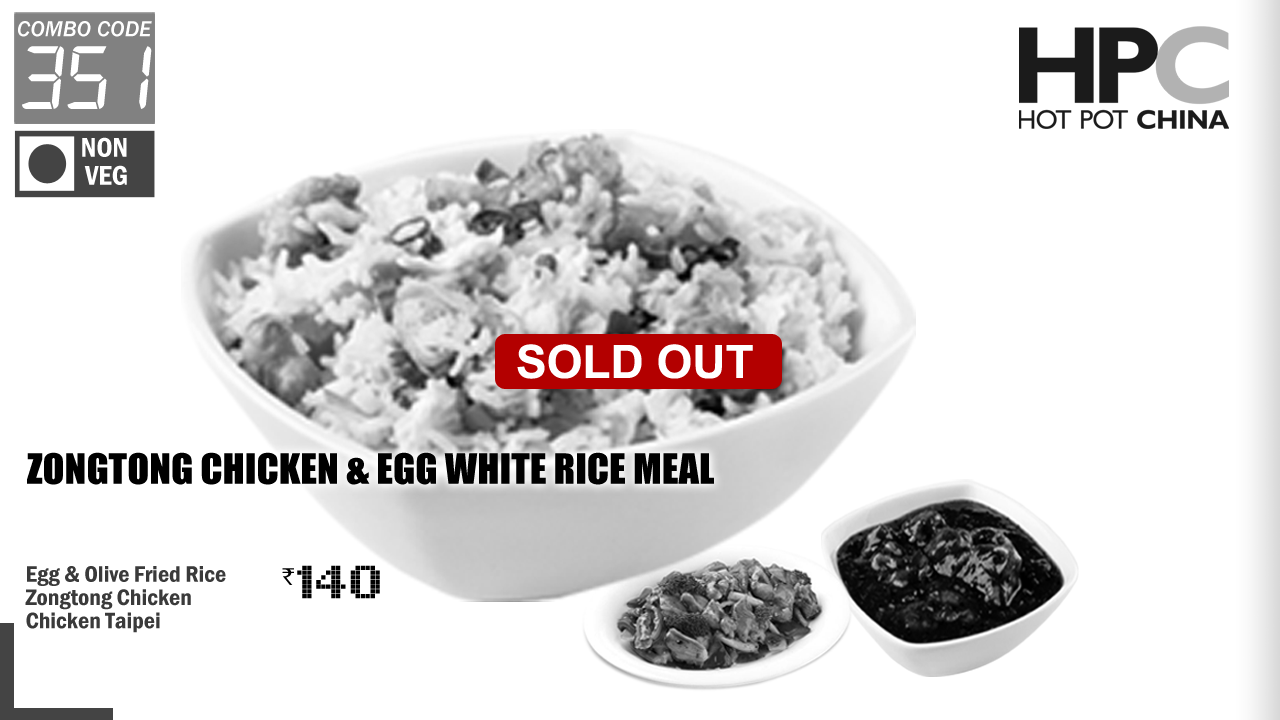 COMBO CODE
351
NON
VEG
HPC
HOT POT CHINA
SOLD OUT
ZONGTONG CHICKEN & EGG WHITE RICE MEAL
Egg & Olive Fried Rice
Zongtong Chicken
Chicken Taipei
₹140